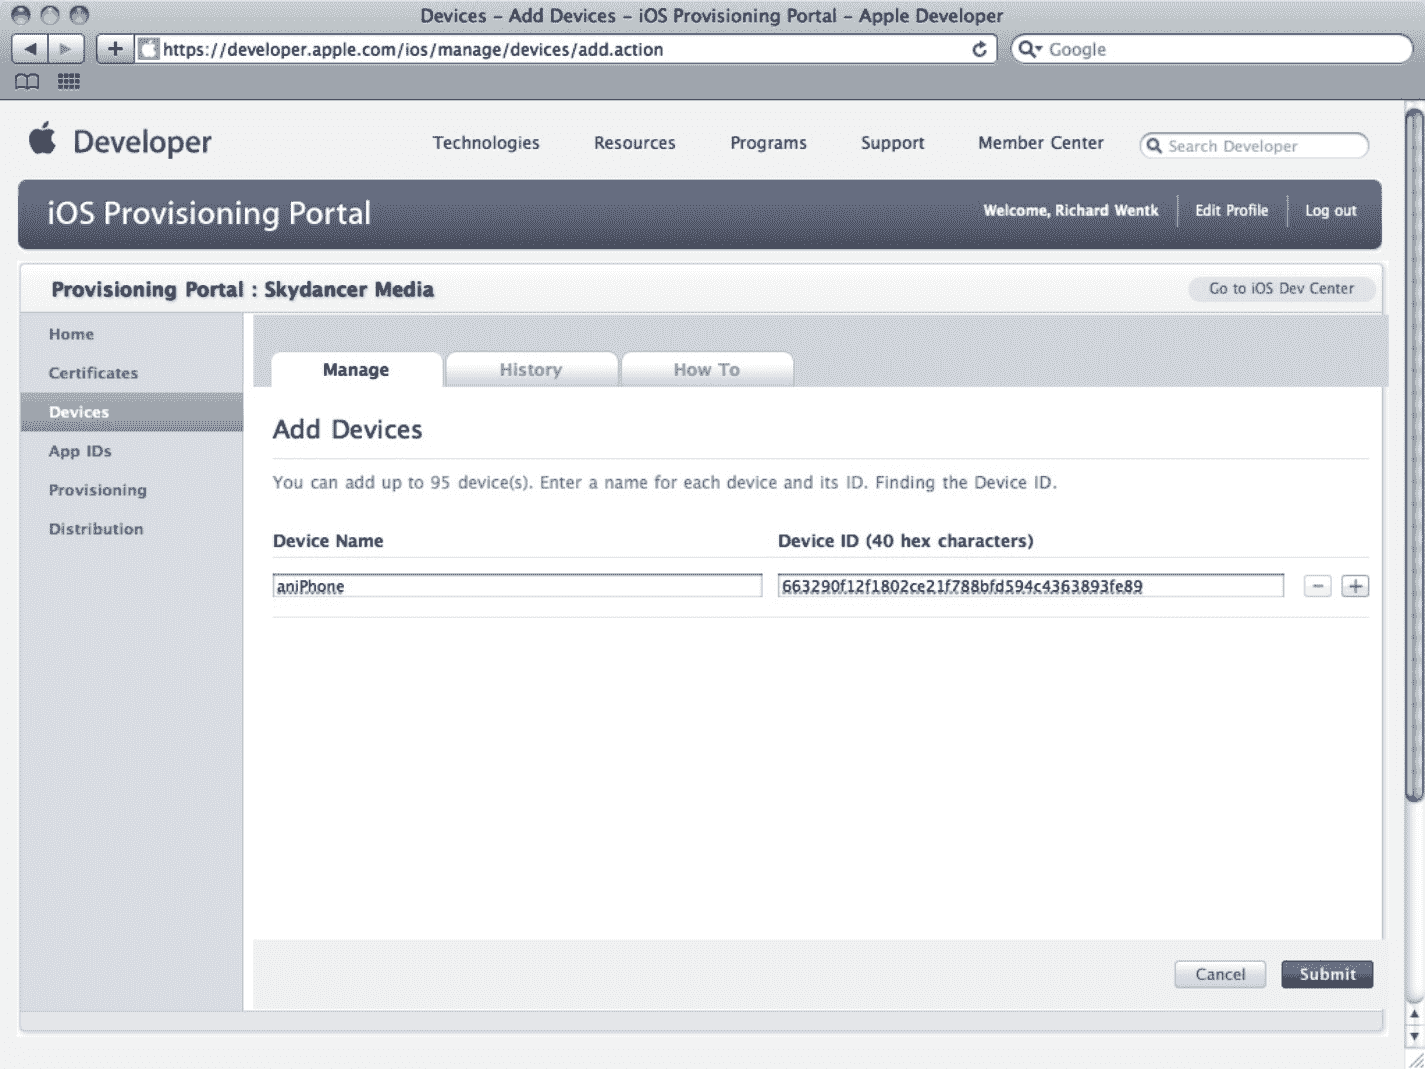 Devices – Add Devices – iOS Provisioning Portal – Apple Developer
https://developer.apple.com/ios/manage/devices/add.action
Google
Developer
Technologies Resources Programs Support Member Center Search Developer
iOS Provisioning Portal
Welcome, Richard Wentk Edit Profile Log out
Provisioning Portal : Skydancer Media
Go to iOS Dev Center
Home
Certificates
Devices
App IDs
Provisioning
Distribution
Manage History How To
Add Devices
You can add up to 95 device(s). Enter a name for each device and its ID. Finding the Device ID.
Device Name Device ID (40 hex characters)
aniPhone 663290f12f1802ce21f788bfd594c4363893fe89
Cancel Submit